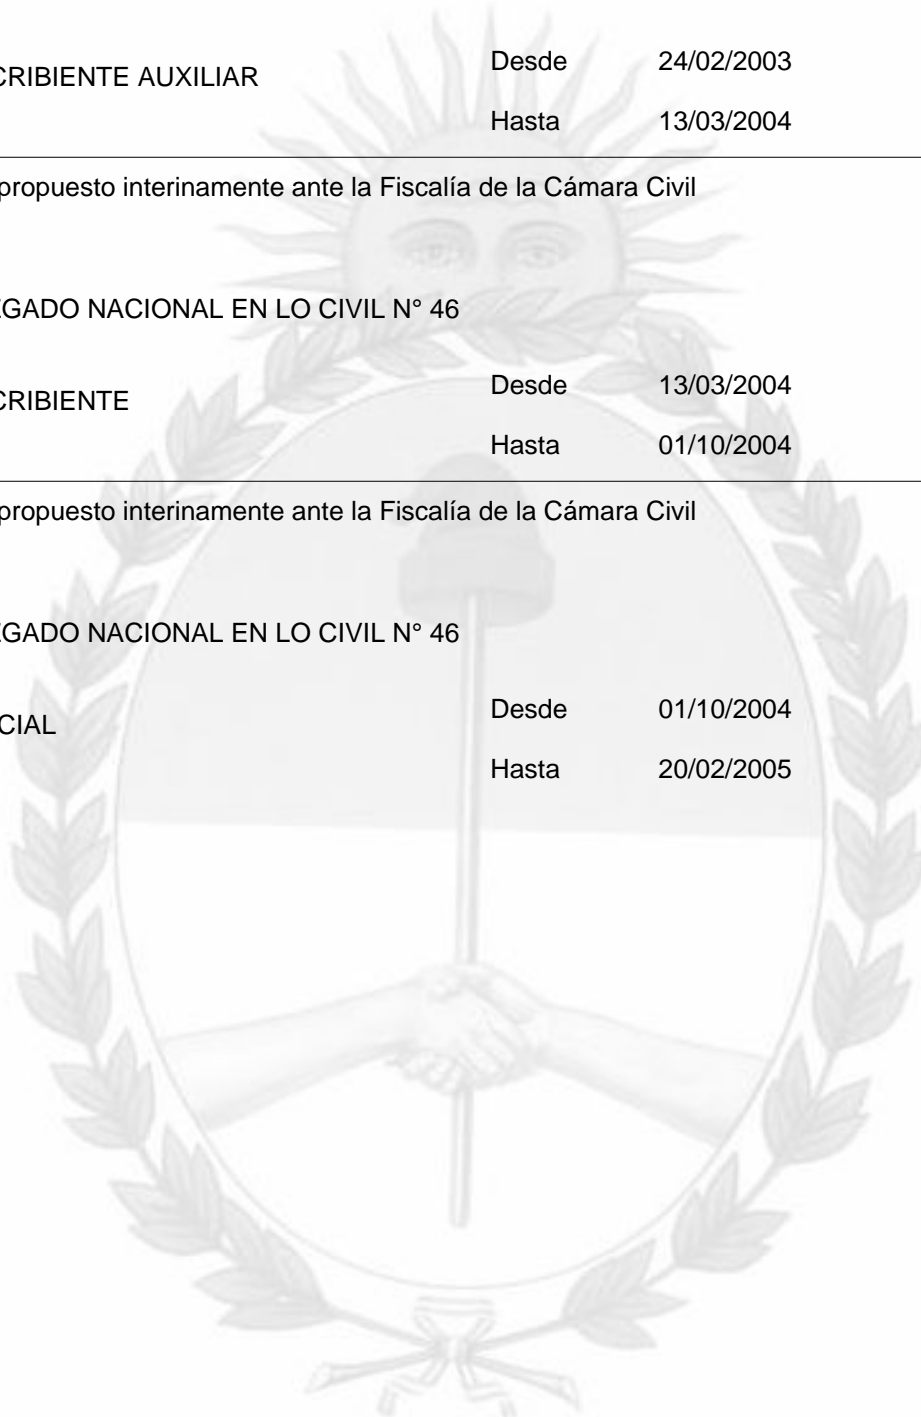 CRIBIENTE AUXILIAR
Desde 24/02/2003
Hasta 13/03/2004
propuesto interinamente ante la Fiscalía de la Cámara Civil
EGADO NACIONAL EN LO CIVIL N° 46
CRIBIENTE
Desde 13/03/2004
Hasta 01/10/2004
propuesto interinamente ante la Fiscalía de la Cámara Civil
EGADO NACIONAL EN LO CIVIL N° 46
CIAL
Desde 01/10/2004
Hasta 20/02/2005